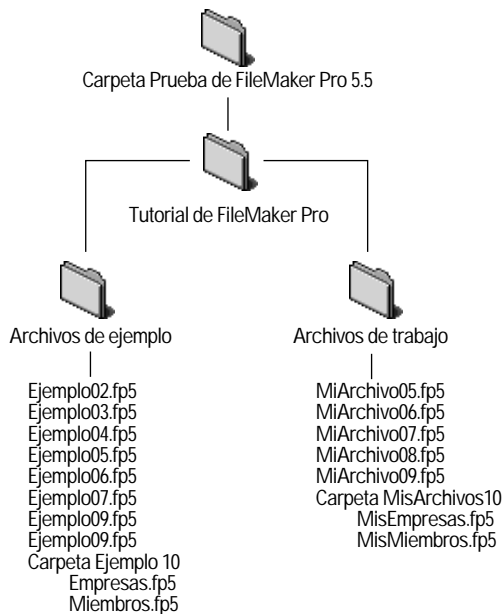 Carpeta Prueba de FileMaker Pro 5.5
Tutorial de FileMaker Pro
Archivos de ejemplo
Ejemplo02.fp5
Ejemplo03.fp5
Ejemplo04.fp5
Ejemplo05.fp5
Ejemplo06.fp5
Ejemplo07.fp5
Ejemplo09.fp5
Ejemplo09.fp5
Carpeta Ejemplo 10
Empresas.fp5
Miembros.fp5
Archivos de trabajo
MiArchivo05.fp5
MiArchivo06.fp5
MiArchivo07.fp5
MiArchivo08.fp5
MiArchivo09.fp5
Carpeta MisArchivos10
MisEmpresas.fp5
MisMiembros.fp5